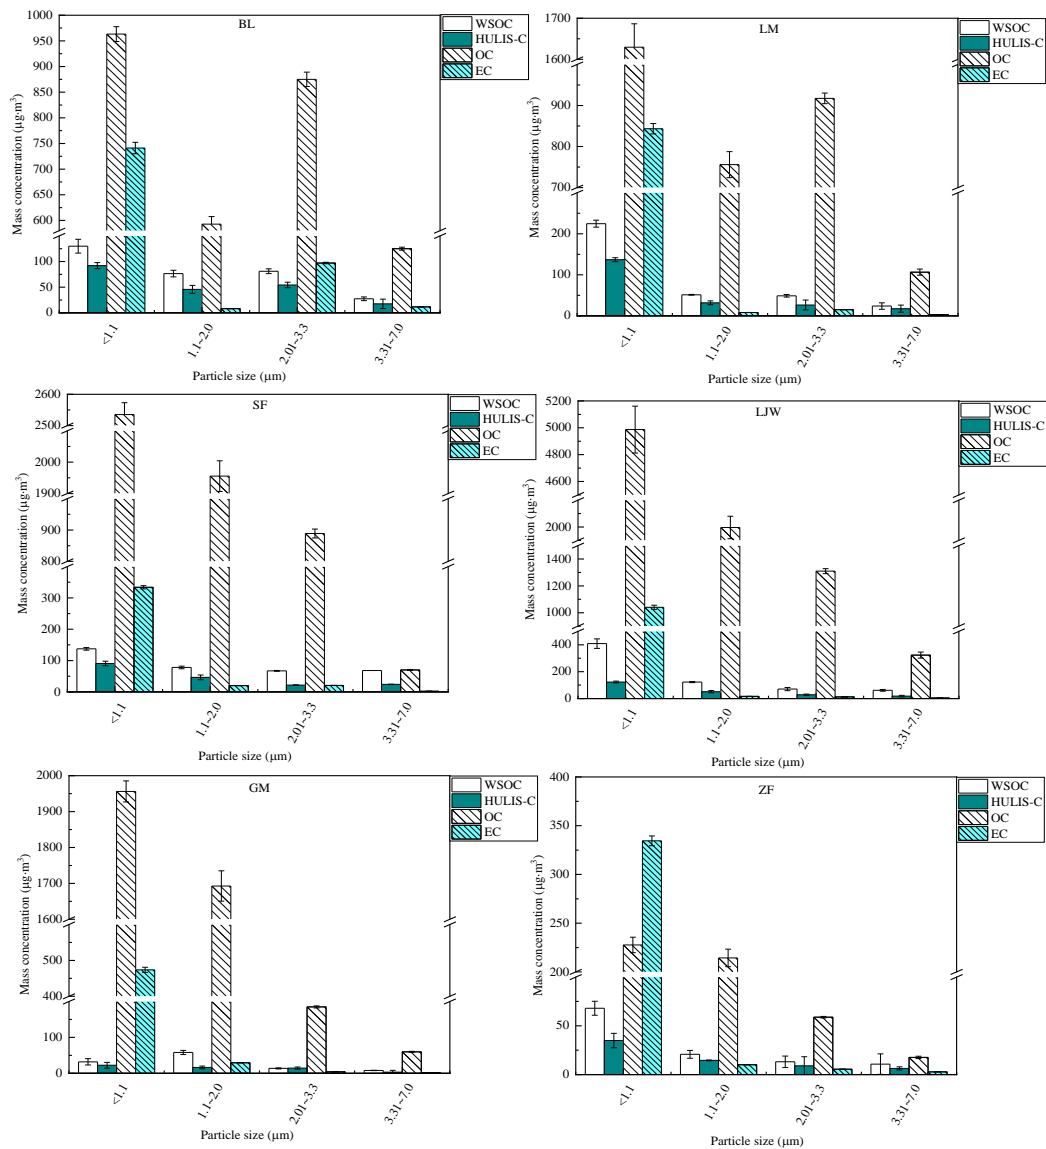 BL
WSOC
HULIS-C
OC
EC
Mass concentration (μg·m³)
1000
950
900
850
800
750
700
650
600
100
50
0
<1.1
1.1~2.0
2.01~3.3
3.31~7.0
Particle size (μm)
LM
WSOC
HULIS-C
OC
EC
Mass concentration (μg·m³)
1700
1600
900
800
700
200
100
0
<1.1
1.1~2.0
2.01~3.3
3.31~7.0
Particle size (μm)
SF
WSOC
HULIS-C
OC
EC
Mass concentration (μg·m³)
2600
2500
2000
1900
900
800
300
200
100
0
<1.1
1.1~2.0
2.01~3.3
3.31~7.0
Particle size (μm)
LJW
WSOC
HULIS-C
OC
EC
Mass concentration (μg·m³)
5200
5000
4800
4600
2000
1400
1200
1000
400
200
0
<1.1
1.1~2.0
2.01~3.3
3.31~7.0
Particle size (μm)
GM
WSOC
HULIS-C
OC
EC
Mass concentration (μg·m³)
2000
1900
1800
1700
1600
500
400
100
0
<1.1
1.1~2.0
2.01~3.3
3.31~7.0
Particle size (μm)
ZF
WSOC
HULIS-C
OC
EC
Mass concentration (μg·m³)
400
350
300
250
200
50
0
<1.1
1.1~2.0
2.01~3.3
3.31~7.0
Particle size (μm)